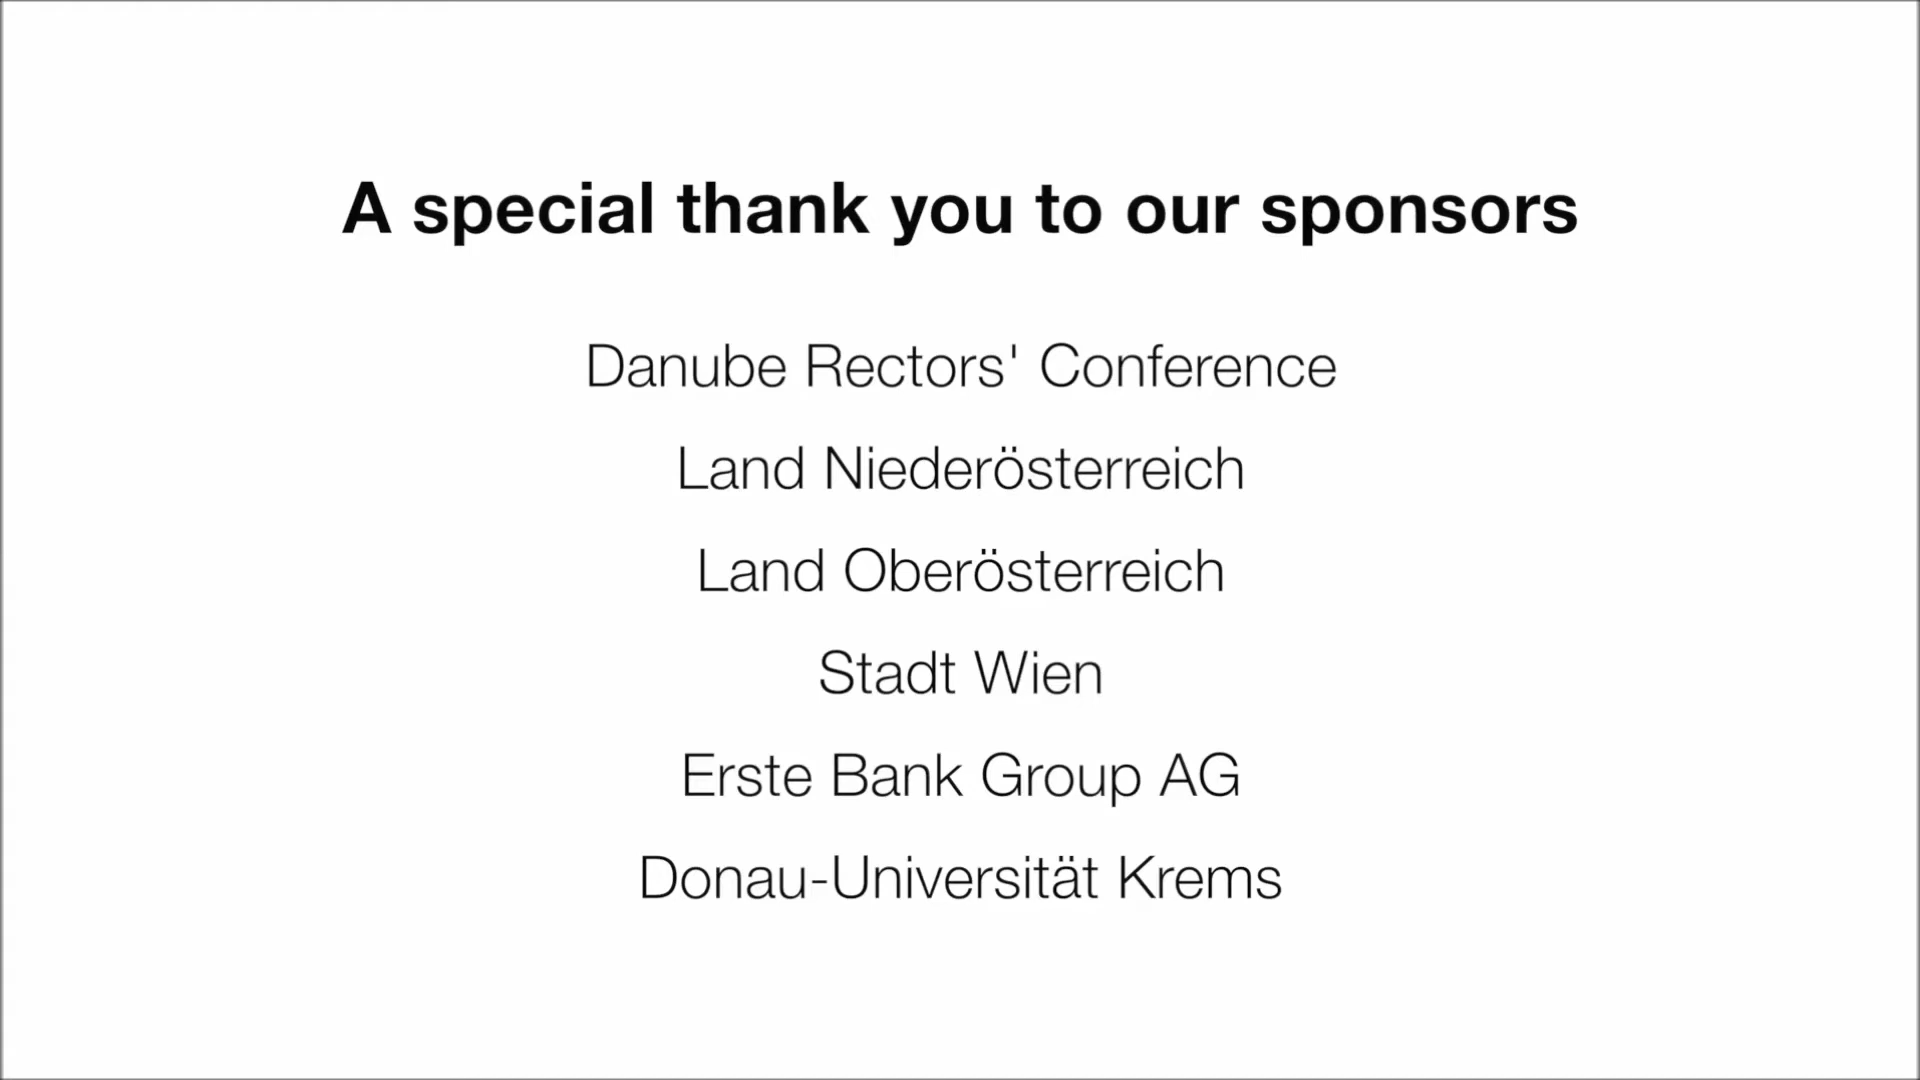 A special thank you to our sponsors
Danube Rectors' Conference
Land Niederösterreich
Land Oberösterreich
Stadt Wien
Erste Bank Group AG
Donau-Universität Krems